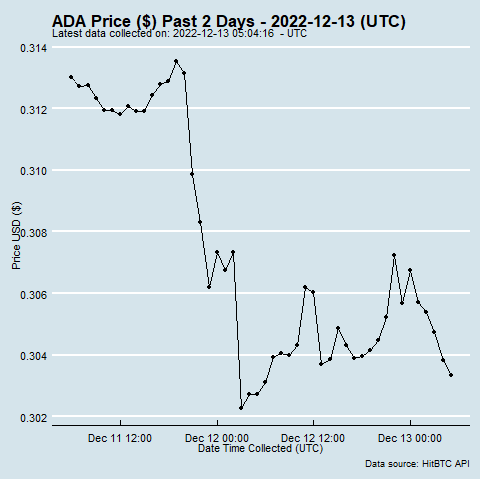 ADA Price ($) Past 2 Days - 2022-12-13 (UTC)
Latest data collected on: 2022-12-13 05:04:16 - UTC
0.314
0.312
0.310
0.308
0.306
0.304
0.302
Price USD ($)
Dec 11 12:00 Dec 12 00:00 Dec 12 12:00 Dec 13 00:00
Date Time Collected (UTC)
Data source: HitBTC API